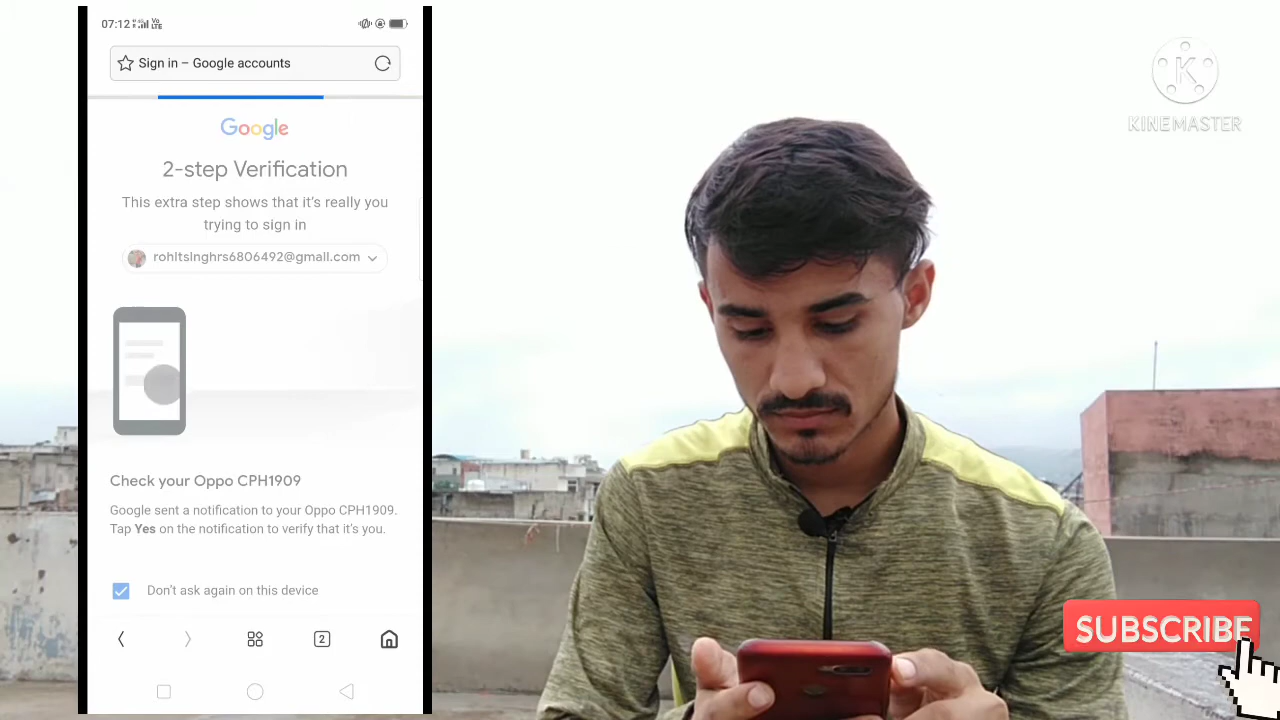 07:12
Sign in – Google accounts
Google
2-step Verification
This extra step shows that it's really you
trying to sign in
rohitsinghrs6806492@gmail.com
Check your Oppo CPH1909
Google sent a notification to your Oppo CPH1909.
Tap Yes on the notification to verify that it's you.
Don't ask again on this device
2
K
KINEMASTER
SUBSCRIBE